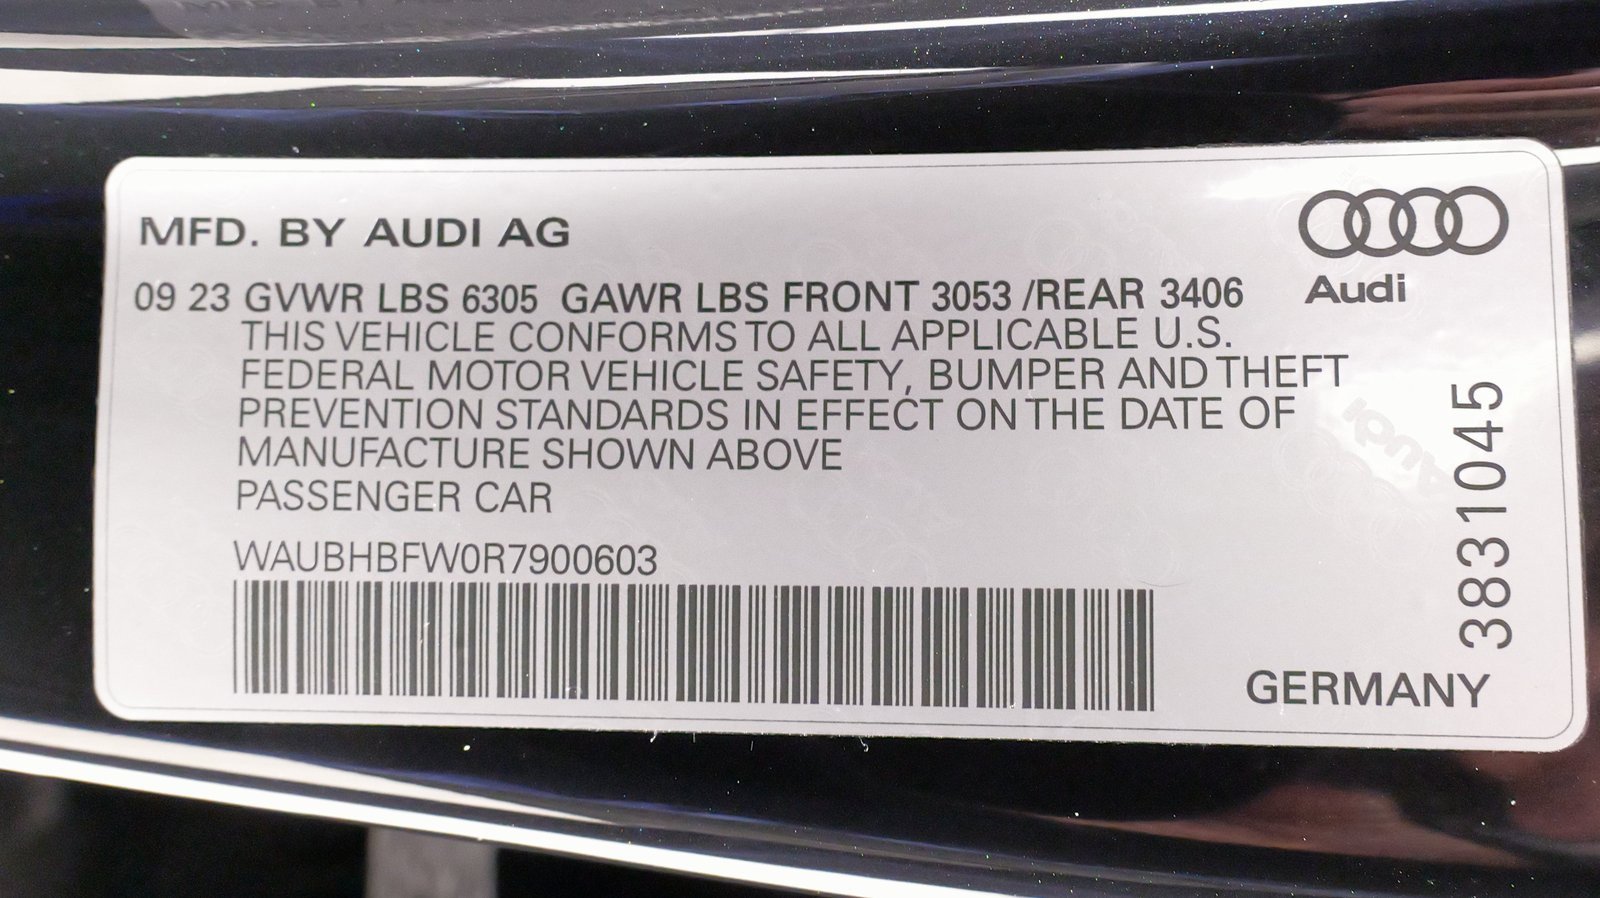 MFD. BY AUDI AG
09 23 GVWR LBS 6305 GAWR LBS FRONT 3053 /REAR 3406
Audi
THIS VEHICLE CONFORMS TO ALL APPLICABLE U.S.
FEDERAL MOTOR VEHICLE SAFETY, BUMPER AND THEFT
PREVENTION STANDARDS IN EFFECT ON THE DATE OF
MANUFACTURE SHOWN ABOVE
PASSENGER CAR
WAUBHBFW0R7900603
3831045
GERMANY
Audi